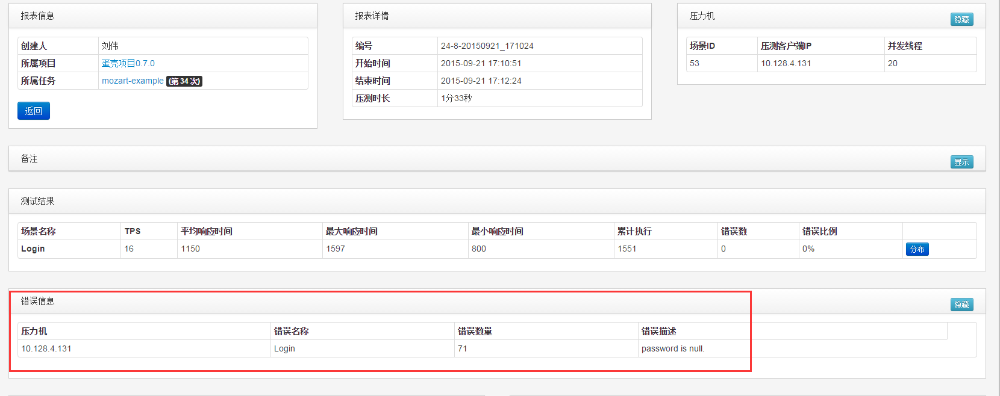 报表信息
创建人 刘伟
所属项目 蛋壳项目0.7.0
所属任务 mozart-example (第 34 次)
返回
报表详情
编号 24-8-20150921_171024
开始时间 2015-09-21 17:10:51
结束时间 2015-09-21 17:12:24
压测时长 1分33秒
压力机 隐藏
场景ID 压测客户端IP 并发线程
53 10.128.4.131 20
备注 显示
测试结果
场景名称 TPS 平均响应时间 最大响应时间 最小响应时间 累计执行 错误数 错误比例
Login 16 1150 1597 800 1551 0 0% 分布
错误信息 隐藏
压力机 错误名称 错误数量 错误描述
10.128.4.131 Login 71 password is null.